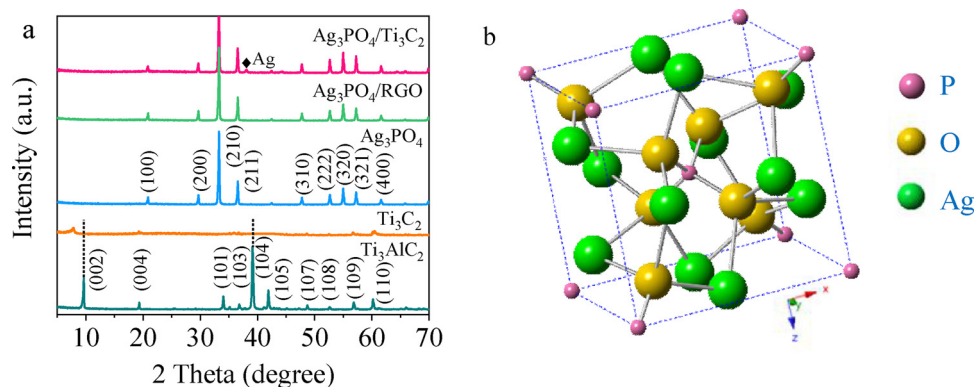 a
Intensity (a.u.)
Ag₃PO₄/Ti₃C₂
◆ Ag
Ag₃PO₄/RGO
Ag₃PO₄
(100)
(200)
(210)
(211)
(310)
(222)
(320)
(321)
(400)
Ti₃C₂
Ti₃AlC₂
(002)
(004)
(101)
(103)
(104)
(105)
(107)
(108)
(109)
(110)
10 20 30 40 50 60 70
2 Theta (degree)
b
P
O
Ag
x
y
z